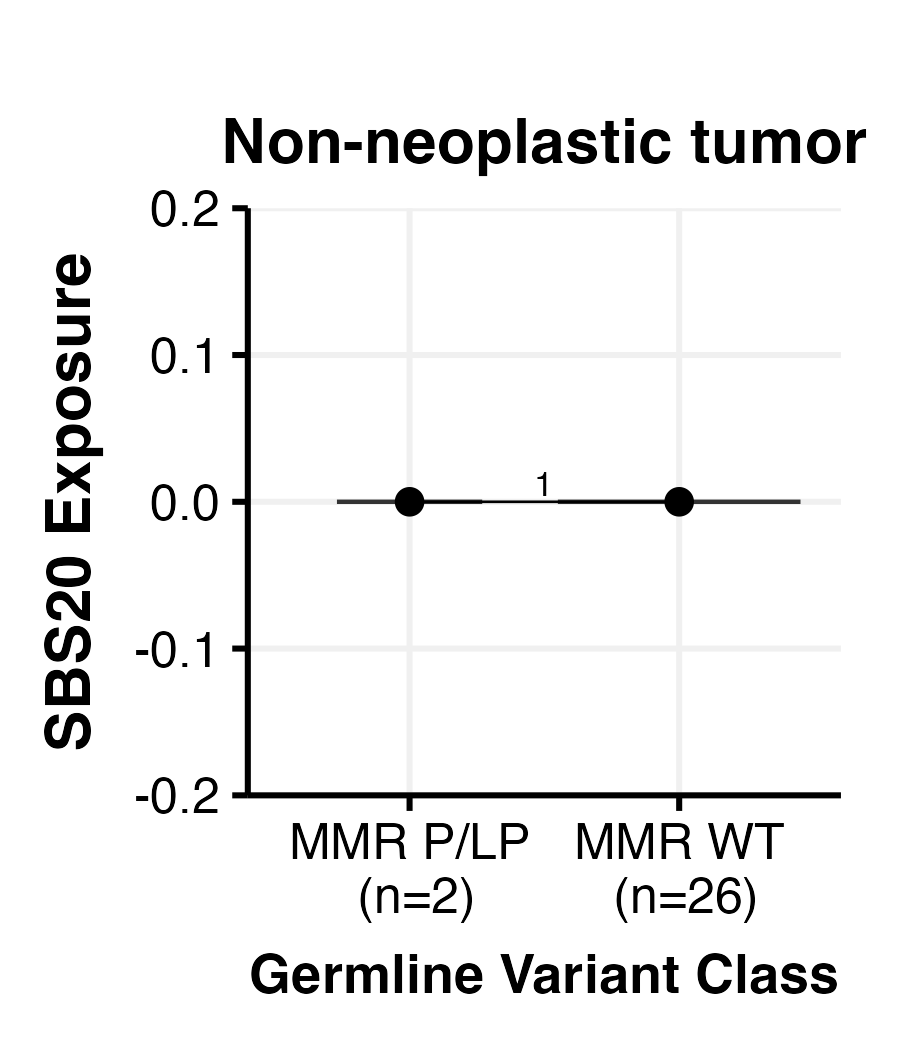 Non-neoplastic tumor
SBS20 Exposure
0.2
0.1
0.0
-0.1
-0.2
1
MMR P/LP
(n=2)
MMR WT
(n=26)
Germline Variant Class